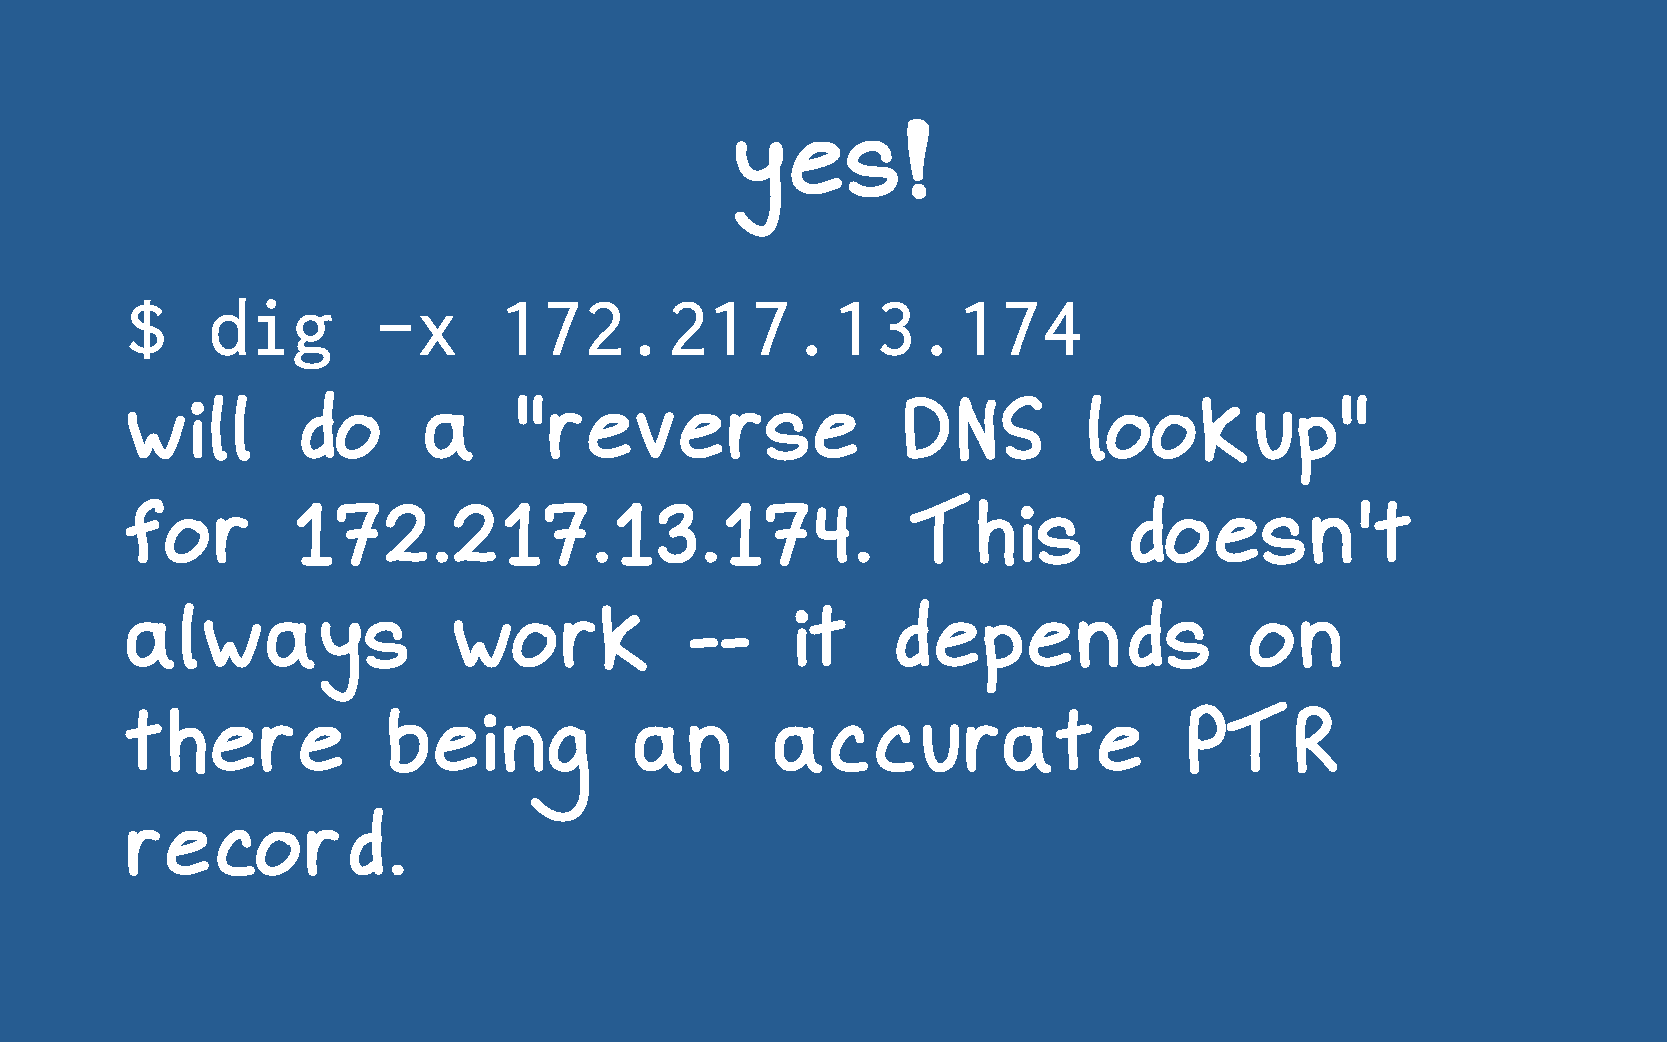 yes!
$ dig -x 172.217.13.174
will do a "reverse DNS lookup"
for 172.217.13.174. This doesn't
always work -- it depends on
there being an accurate PTR
record.